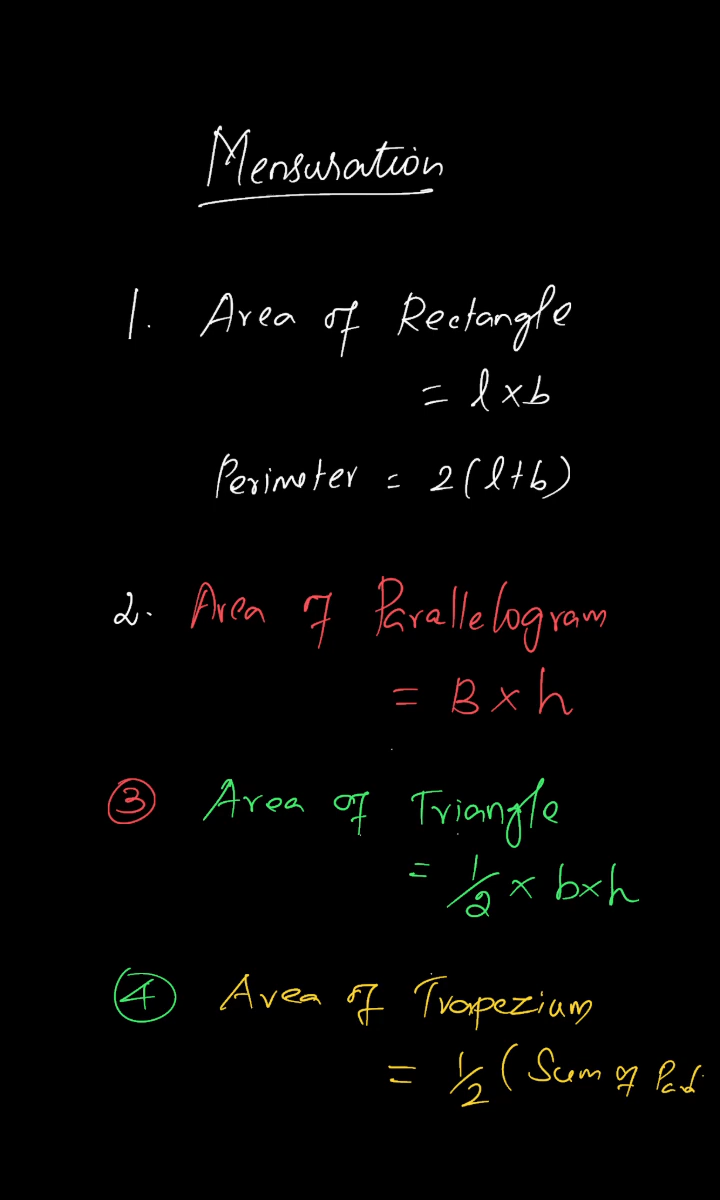 Mensuration
1. Area of Rectangle
= l×b
Perimeter = 2(l+b)
2. Area of Parallelogram
= B×h
3 Area of Triangle
= 1/2 × b×h
4 Area of Trapezium
= 1/2 (Sum of